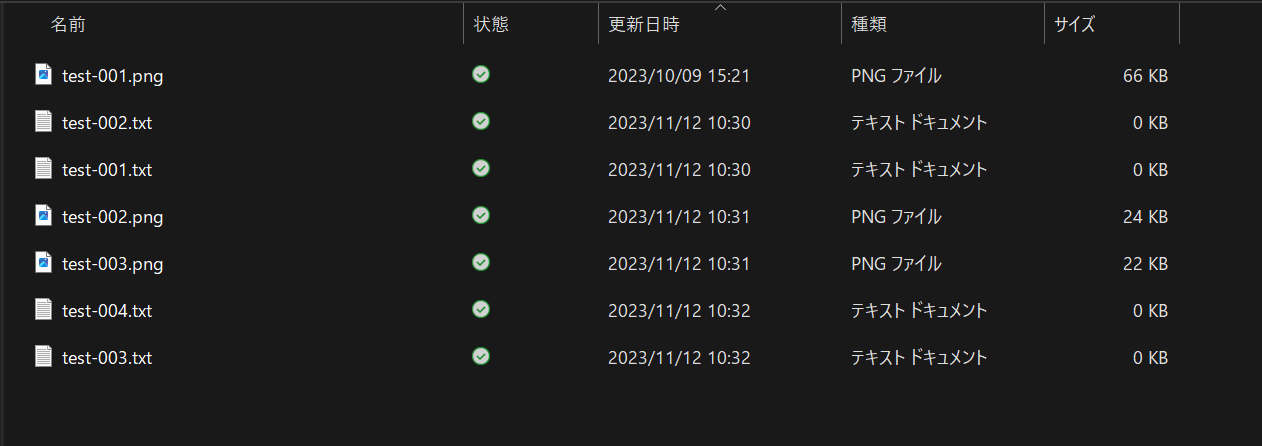 名前 状態 更新日時 種類 サイズ
test-001.png 2023/10/09 15:21 PNG ファイル 66 KB
test-002.txt 2023/11/12 10:30 テキスト ドキュメント 0 KB
test-001.txt 2023/11/12 10:30 テキスト ドキュメント 0 KB
test-002.png 2023/11/12 10:31 PNG ファイル 24 KB
test-003.png 2023/11/12 10:31 PNG ファイル 22 KB
test-004.txt 2023/11/12 10:32 テキスト ドキュメント 0 KB
test-003.txt 2023/11/12 10:32 テキスト ドキュメント 0 KB